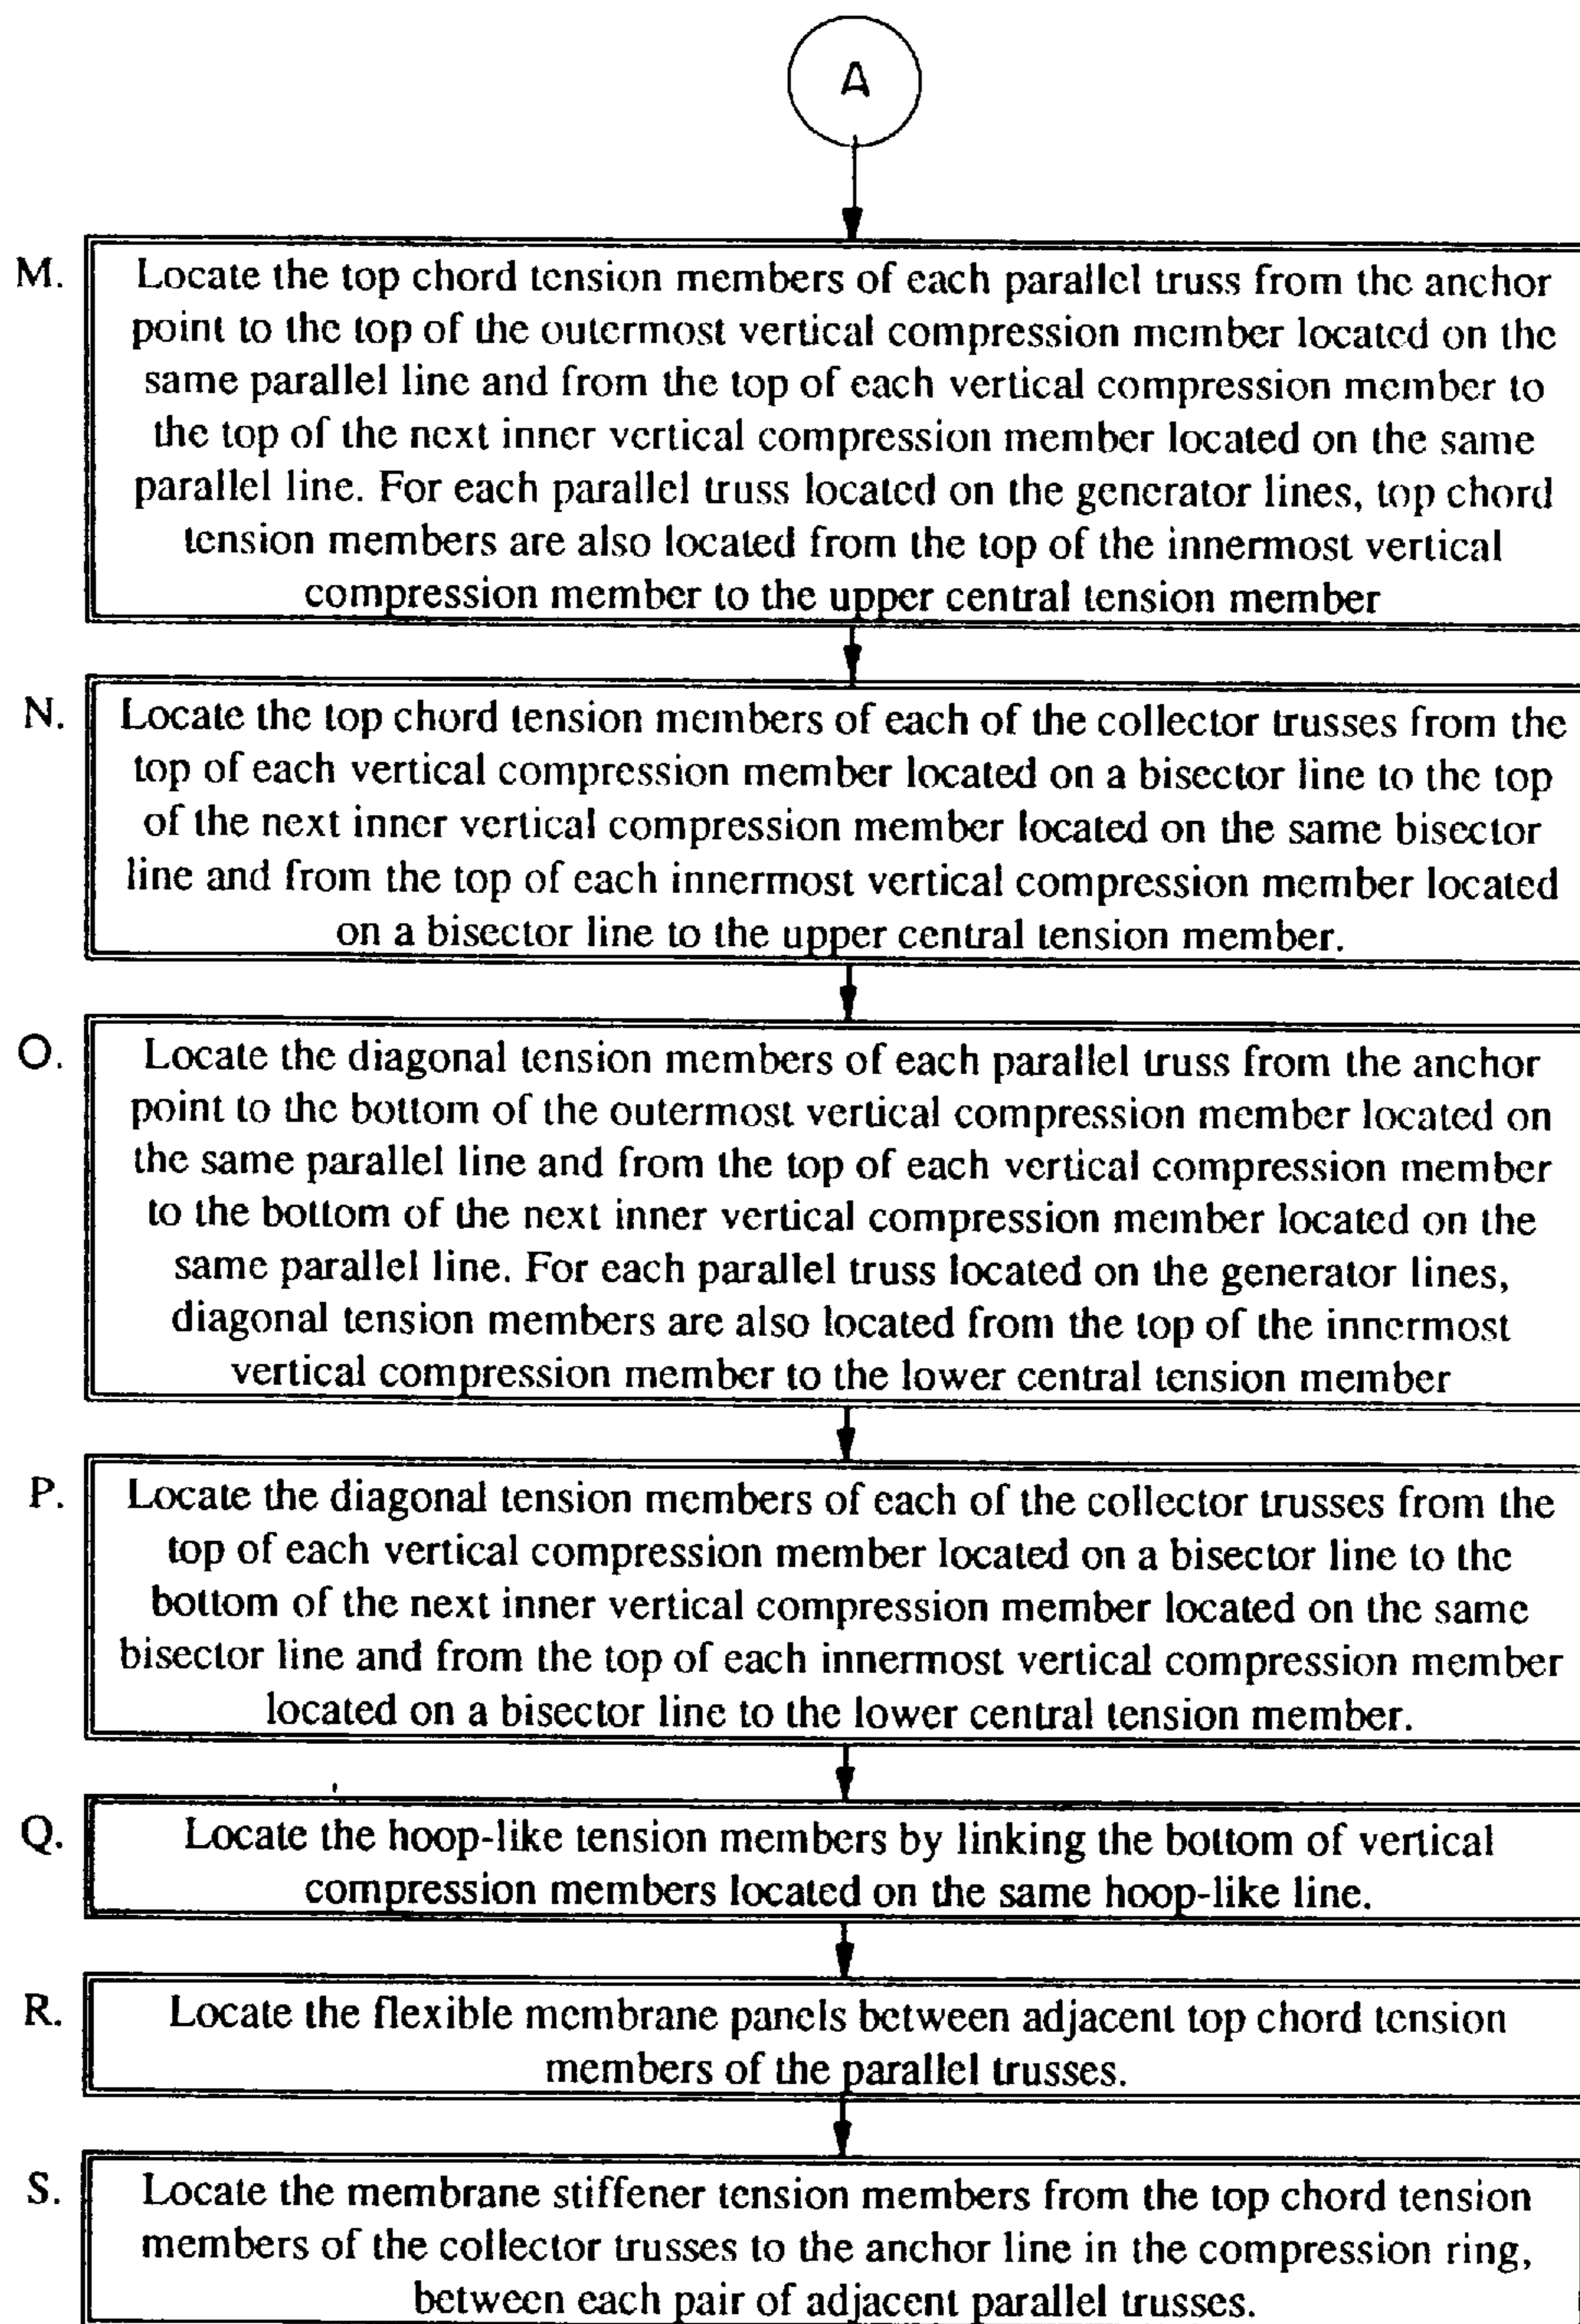 A
M. Locate the top chord tension members of each parallel truss from the anchor
point to the top of the outermost vertical compression member located on the
same parallel line and from the top of each vertical compression member to
the top of the next inner vertical compression member located on the same
parallel line. For each parallel truss located on the generator lines, top chord
tension members are also located from the top of the innermost vertical
compression member to the upper central tension member
N. Locate the top chord tension members of each of the collector trusses from the
top of each vertical compression member located on a bisector line to the top
of the next inner vertical compression member located on the same bisector
line and from the top of each innermost vertical compression member located
on a bisector line to the upper central tension member.
O. Locate the diagonal tension members of each parallel truss from the anchor
point to the bottom of the outermost vertical compression member located on
the same parallel line and from the top of each vertical compression member
to the bottom of the next inner vertical compression member located on the
same parallel line. For each parallel truss located on the generator lines,
diagonal tension members are also located from the top of the innermost
vertical compression member to the lower central tension member
P. Locate the diagonal tension members of each of the collector trusses from the
top of each vertical compression member located on a bisector line to the
bottom of the next inner vertical compression member located on the same
bisector line and from the top of each innermost vertical compression member
located on a bisector line to the lower central tension member.
Q. Locate the hoop-like tension members by linking the bottom of vertical
compression members located on the same hoop-like line.
R. Locate the flexible membrane panels between adjacent top chord tension
members of the parallel trusses.
S. Locate the membrane stiffener tension members from the top chord tension
members of the collector trusses to the anchor line in the compression ring,
between each pair of adjacent parallel trusses.